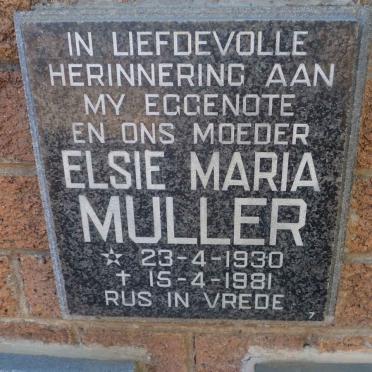 IN LIEFDEVOLLE
HERINNERING AAN
MY EGGENOTE
EN ONS MOEDER
ELSIE MARIA
MULLER
☆ 23-4-1930
† 15-4-1981
RUS IN VREDE
7